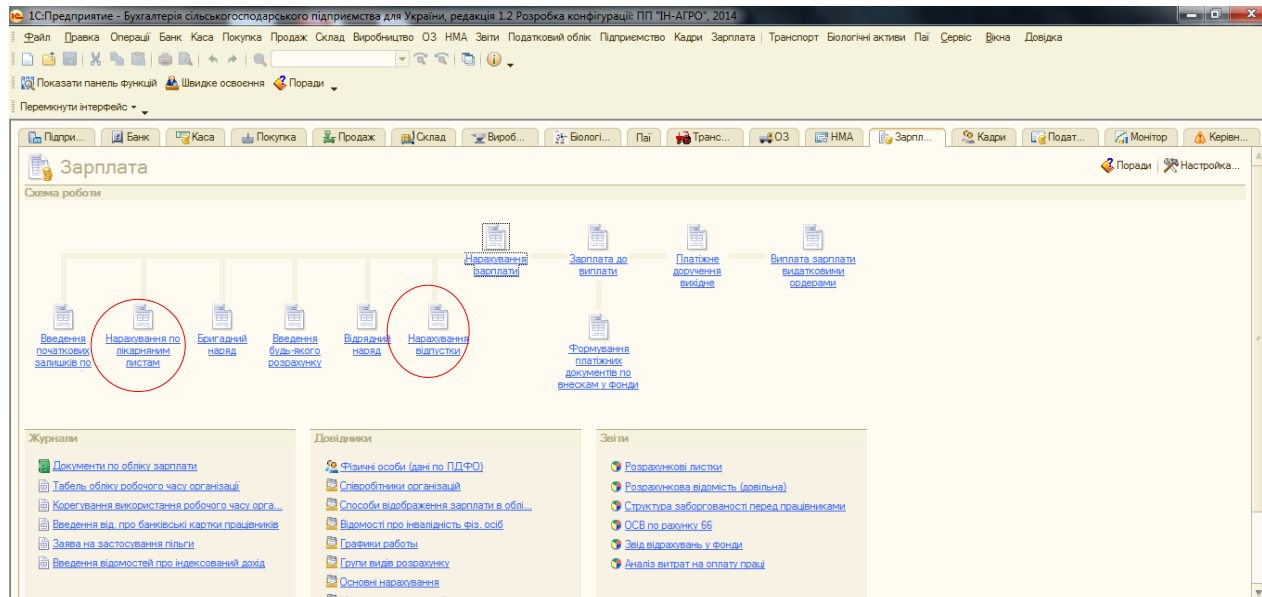 1С:Предприятие - Бухгалтерія сільськогосподарського підприємства для України, редакція 1.2 Розробка конфігурації: ПП "ІН-АГРО", 2014
Файл Правка Операції Банк Каса Покупка Продаж Склад Виробництво ОЗ НМА Звіти Податковий облік Підприємство Кадри Зарплата Транспорт Біологічні активи Паї Сервіс Вікна Довідка
Показати панель функцій Швидке освоєння Поради
Перемкнути інтерфейс
Підпри... Банк Каса Покупка Продаж Склад Вироб... Біологі... Паї Транс... ОЗ НМА Зарпл... Кадри Подат... Монітор Керівн...
Зарплата
Поради Настройка...
Схема роботи
Нарахування
зарплати
Зарплата до
виплати
Платіжне
доручення
вихідне
Виплата зарплати
видатковими
ордерами
Введення
початкових
залишків по
Нарахування по
лікарняним
листам
Бригадний
наряд
Введення
будь-якого
розрахунку
Відрядний
наряд
Нарахування
відпустки
Формування
платіжних
документів по
внескам у фонди
Журнали
Документи по обліку зарплати
Табель обліку робочого часу організації
Корегування використання робочого часу орга...
Введення від. про банківські картки працівників
Заява на застосування пільги
Введення відомостей про індексований дохід
Довідники
Фізичні особи (дані по ПДФО)
Співробітники організацій
Способи відображення зарплати в облі...
Відомості про інвалідність фіз. осіб
Графики работы
Групи видів розрахунку
Основні нарахування
Звіти
Розрахункові листки
Розрахункова відомість (довільна)
Структура заборгованості перед працівниками
ОСВ по рахунку 66
Звід відрахувань у фонди
Аналіз витрат на оплату праці